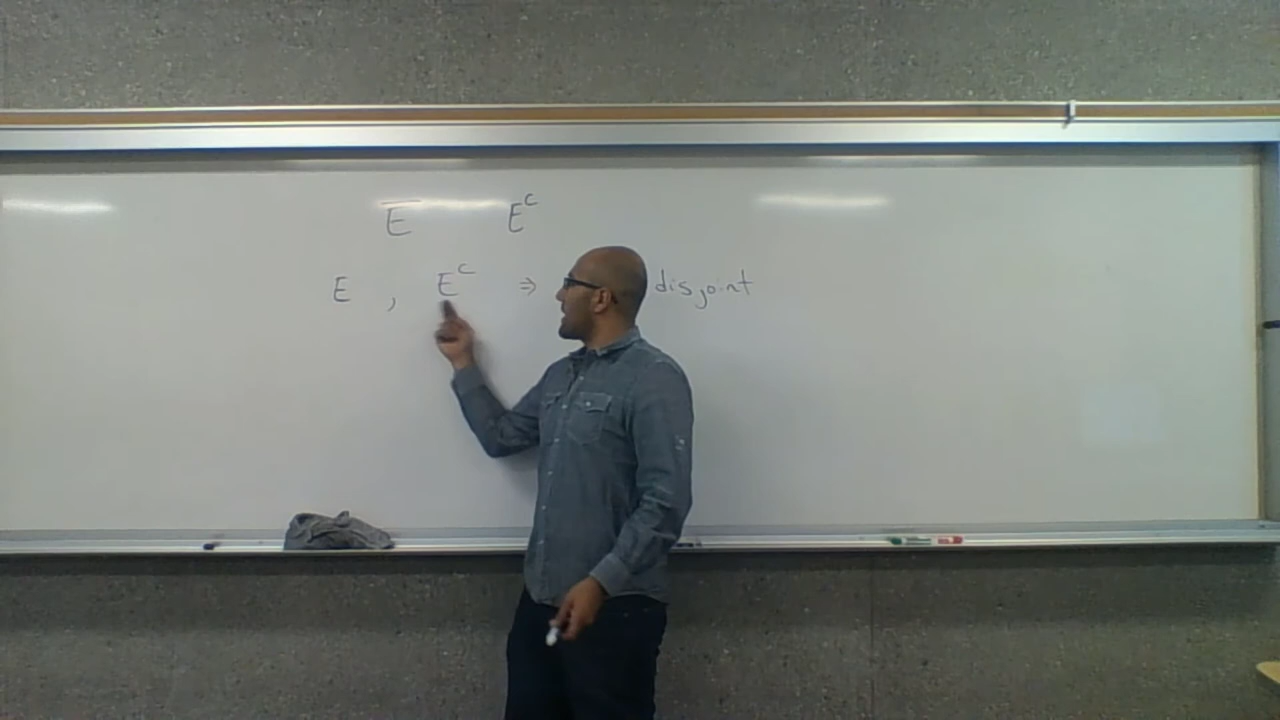 E̅ E^C
E , E^C ⇒ disjoint